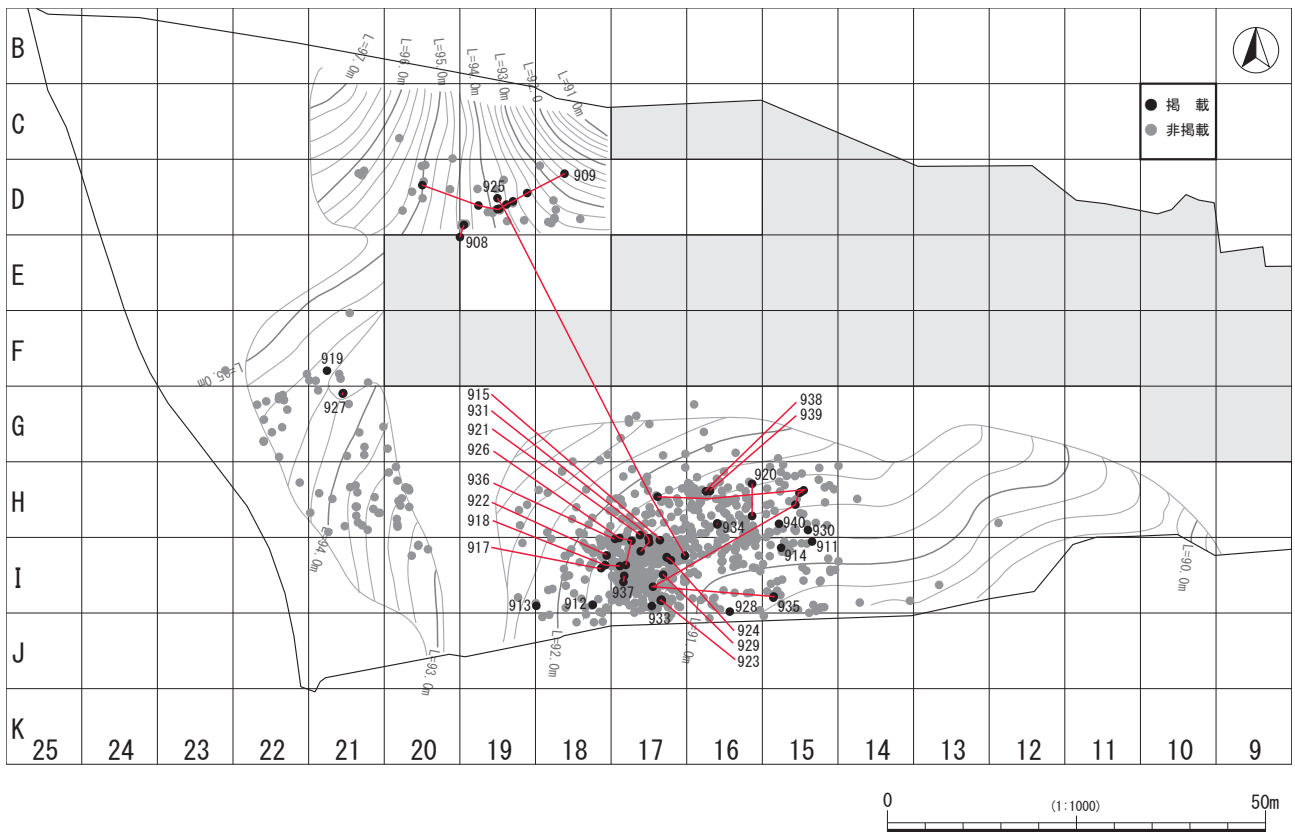 B
C
D
E
F
G
H
I
J
K
25 24 23 22 21 20 19 18 17 16 15 14 13 12 11 10 9
L=97.0m
L=96.0m
L=95.0m
L=94.0m
L=93.0m
L=92.0
L=91.0m
掲 載
非掲載
925
909
908
919
927
L=95.0m
915
931
921
926
936
922
918
917
938
939
920
934
940
930
914
911
937
913
912
933
928
935
924
929
923
L=94.0m
L=93.0m
L=92.0m
L=91.0m
L=90.0m
0 (1:1000) 50m